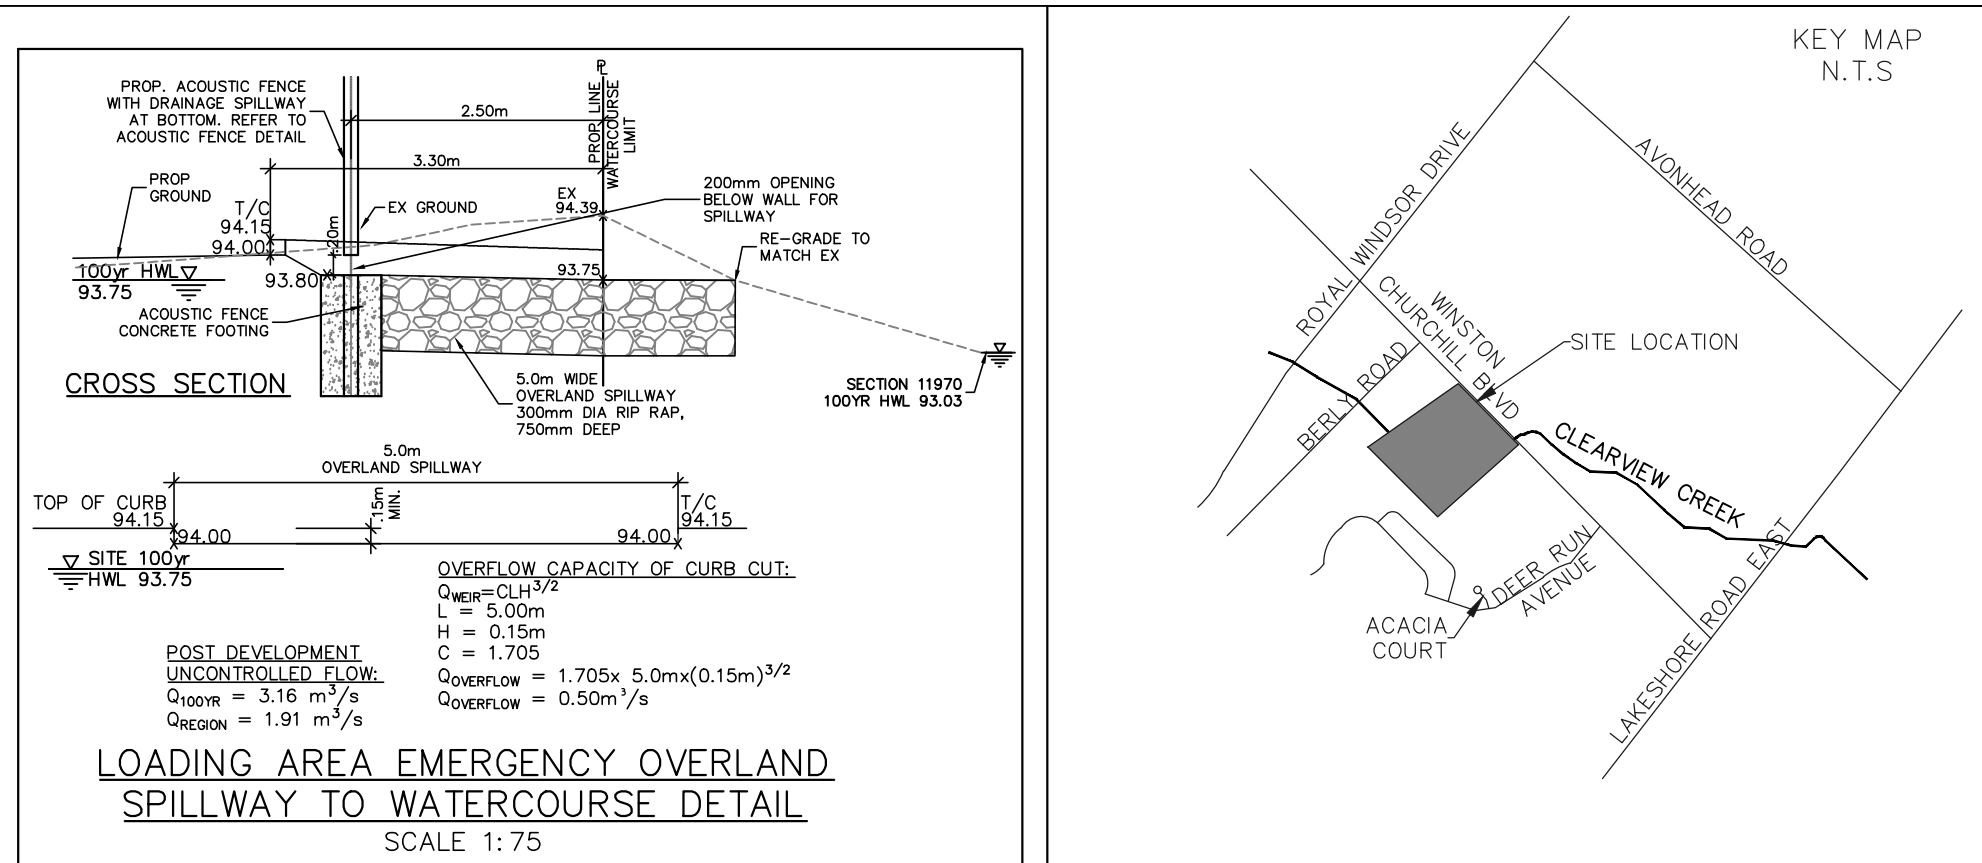 PROP. ACOUSTIC FENCE
WITH DRAINAGE SPILLWAY
AT BOTTOM. REFER TO
ACOUSTIC FENCE DETAIL
PROP
GROUND
T/C
94.15
94.00
100yr HWL
93.75
93.80
ACOUSTIC FENCE
CONCRETE FOOTING
CROSS SECTION
2.50m
3.30m
EX GROUND
.20m
PROP. LINE
WATERCOURSE
LIMIT
EX
94.39
93.75
200mm OPENING
BELOW WALL FOR
SPILLWAY
RE-GRADE TO
MATCH EX
5.0m WIDE
OVERLAND SPILLWAY
300mm DIA RIP RAP,
750mm DEEP
SECTION 11970
100YR HWL 93.03
5.0m
OVERLAND SPILLWAY
TOP OF CURB
94.15
94.00
.15m
MIN.
T/C
94.15
94.00
SITE 100yr
HWL 93.75
OVERFLOW CAPACITY OF CURB CUT:
QWEIR=CLH3/2
L = 5.00m
H = 0.15m
C = 1.705
QOVERFLOW = 1.705x 5.0mx(0.15m)3/2
QOVERFLOW = 0.50m³/s
POST DEVELOPMENT
UNCONTROLLED FLOW:
Q100YR = 3.16 m3/s
QREGION = 1.91 m3/s
LOADING AREA EMERGENCY OVERLAND
SPILLWAY TO WATERCOURSE DETAIL
SCALE 1:75
KEY MAP
N.T.S
ROYAL WINDSOR DRIVE
AVONHEAD ROAD
WINSTON
CHURCHILL BLVD
SITE LOCATION
BERLY ROAD
CLEARVIEW CREEK
DEER RUN
AVENUE
ACACIA
COURT
LAKESHORE ROAD EAST